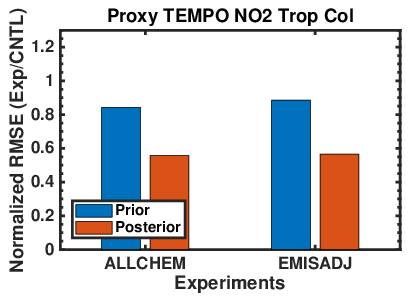 Proxy TEMPO NO2 Trop Col
Normalized RMSE (Exp/CNTL)
1.2
1
0.8
0.6
0.4
0.2
0
Prior
Posterior
ALLCHEM EMISADJ
Experiments